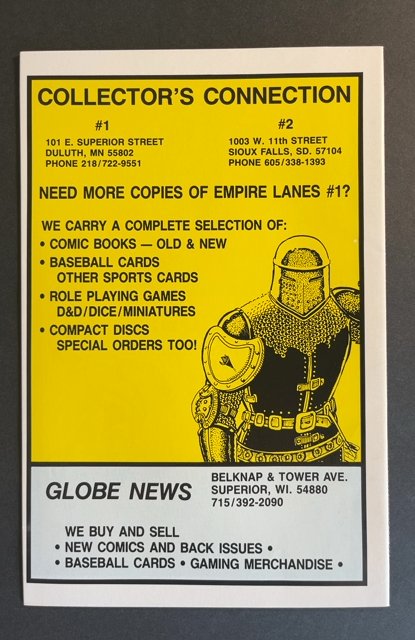 COLLECTOR'S CONNECTION
#1
101 E. SUPERIOR STREET
DULUTH, MN 55802
PHONE 218/722-9551
#2
1003 W. 11th STREET
SIOUX FALLS, SD. 57104
PHONE 605/338-1393
NEED MORE COPIES OF EMPIRE LANES #1?
WE CARRY A COMPLETE SELECTION OF:
• COMIC BOOKS — OLD & NEW
• BASEBALL CARDS
OTHER SPORTS CARDS
• ROLE PLAYING GAMES
D&D/DICE/MINIATURES
• COMPACT DISCS
SPECIAL ORDERS TOO!
GLOBE NEWS
BELKNAP & TOWER AVE.
SUPERIOR, WI. 54880
715/392-2090
WE BUY AND SELL
• NEW COMICS AND BACK ISSUES •
• BASEBALL CARDS • GAMING MERCHANDISE •